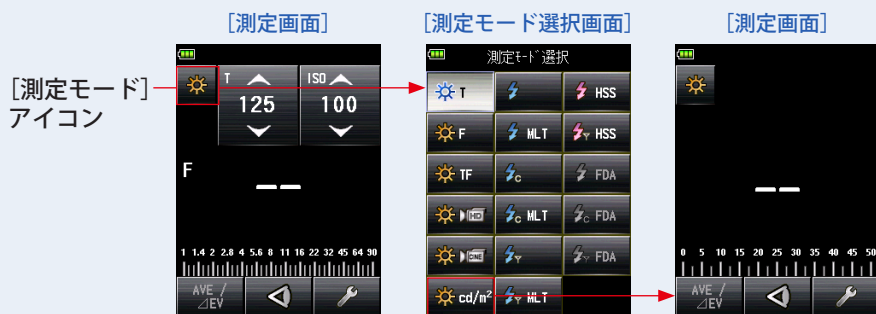 [測定画面]
[測定モード選択画面]
[測定画面]
[測定モード]
アイコン
T
125
ISO
100
F
1 1.4 2 2.8 4 5.6 8 11 16 22 32 45 64 90
AVE /
⊿EV
測定ﾓｰﾄﾞ選択
T
HSS
F
MLT
HSS
TF
C
FDA
HD
C MLT
C FDA
CINE
FDA
cd/m²
MLT
0 5 10 15 20 25 30 35 40 45 50
AVE /
⊿EV